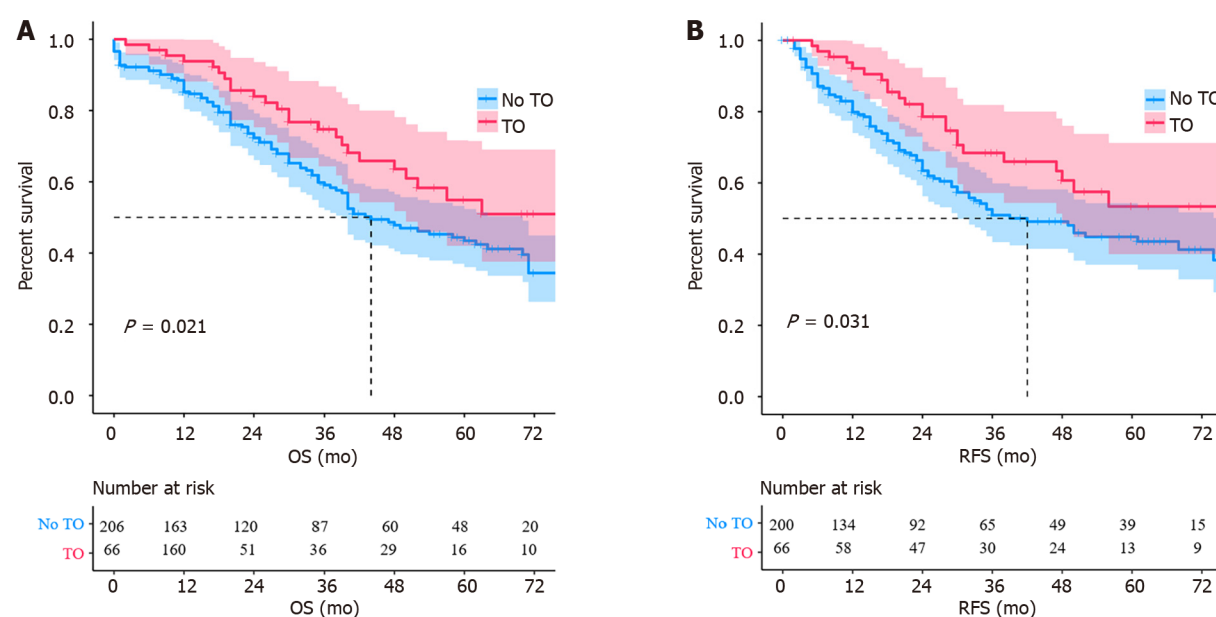 A
1.0
0.8
0.6
0.4
0.2
0.0
Percent survival
No TO
TO
P = 0.021
0 12 24 36 48 60 72
OS (mo)
Number at risk
No TO 206 163 120 87 60 48 20
TO 66 160 51 36 29 16 10
0 12 24 36 48 60 72
OS (mo)
B
1.0
0.8
0.6
0.4
0.2
0.0
Percent survival
No TO
TO
P = 0.031
0 12 24 36 48 60 72
RFS (mo)
Number at risk
No TO 200 134 92 65 49 39 15
TO 66 58 47 30 24 13 9
0 12 24 36 48 60 72
RFS (mo)